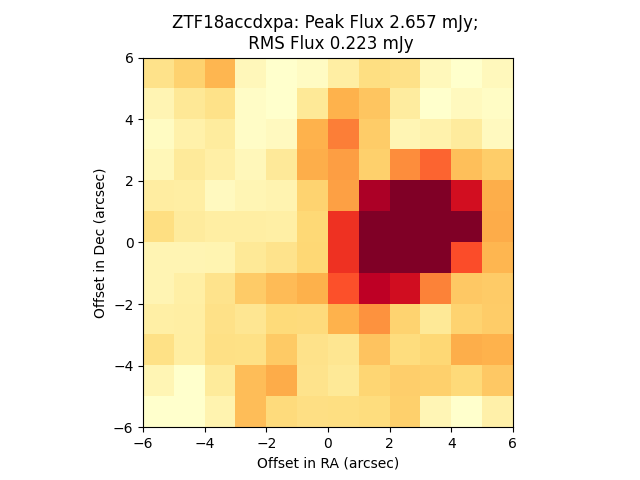 ZTF18accdxpa: Peak Flux 2.657 mJy;
RMS Flux 0.223 mJy
6
4
2
0
−2
−4
−6
Offset in Dec (arcsec)
−6 −4 −2 0 2 4 6
Offset in RA (arcsec)